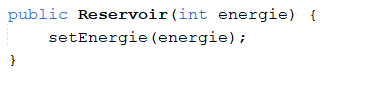 public Reservoir(int energie) {
    setEnergie(energie);
}